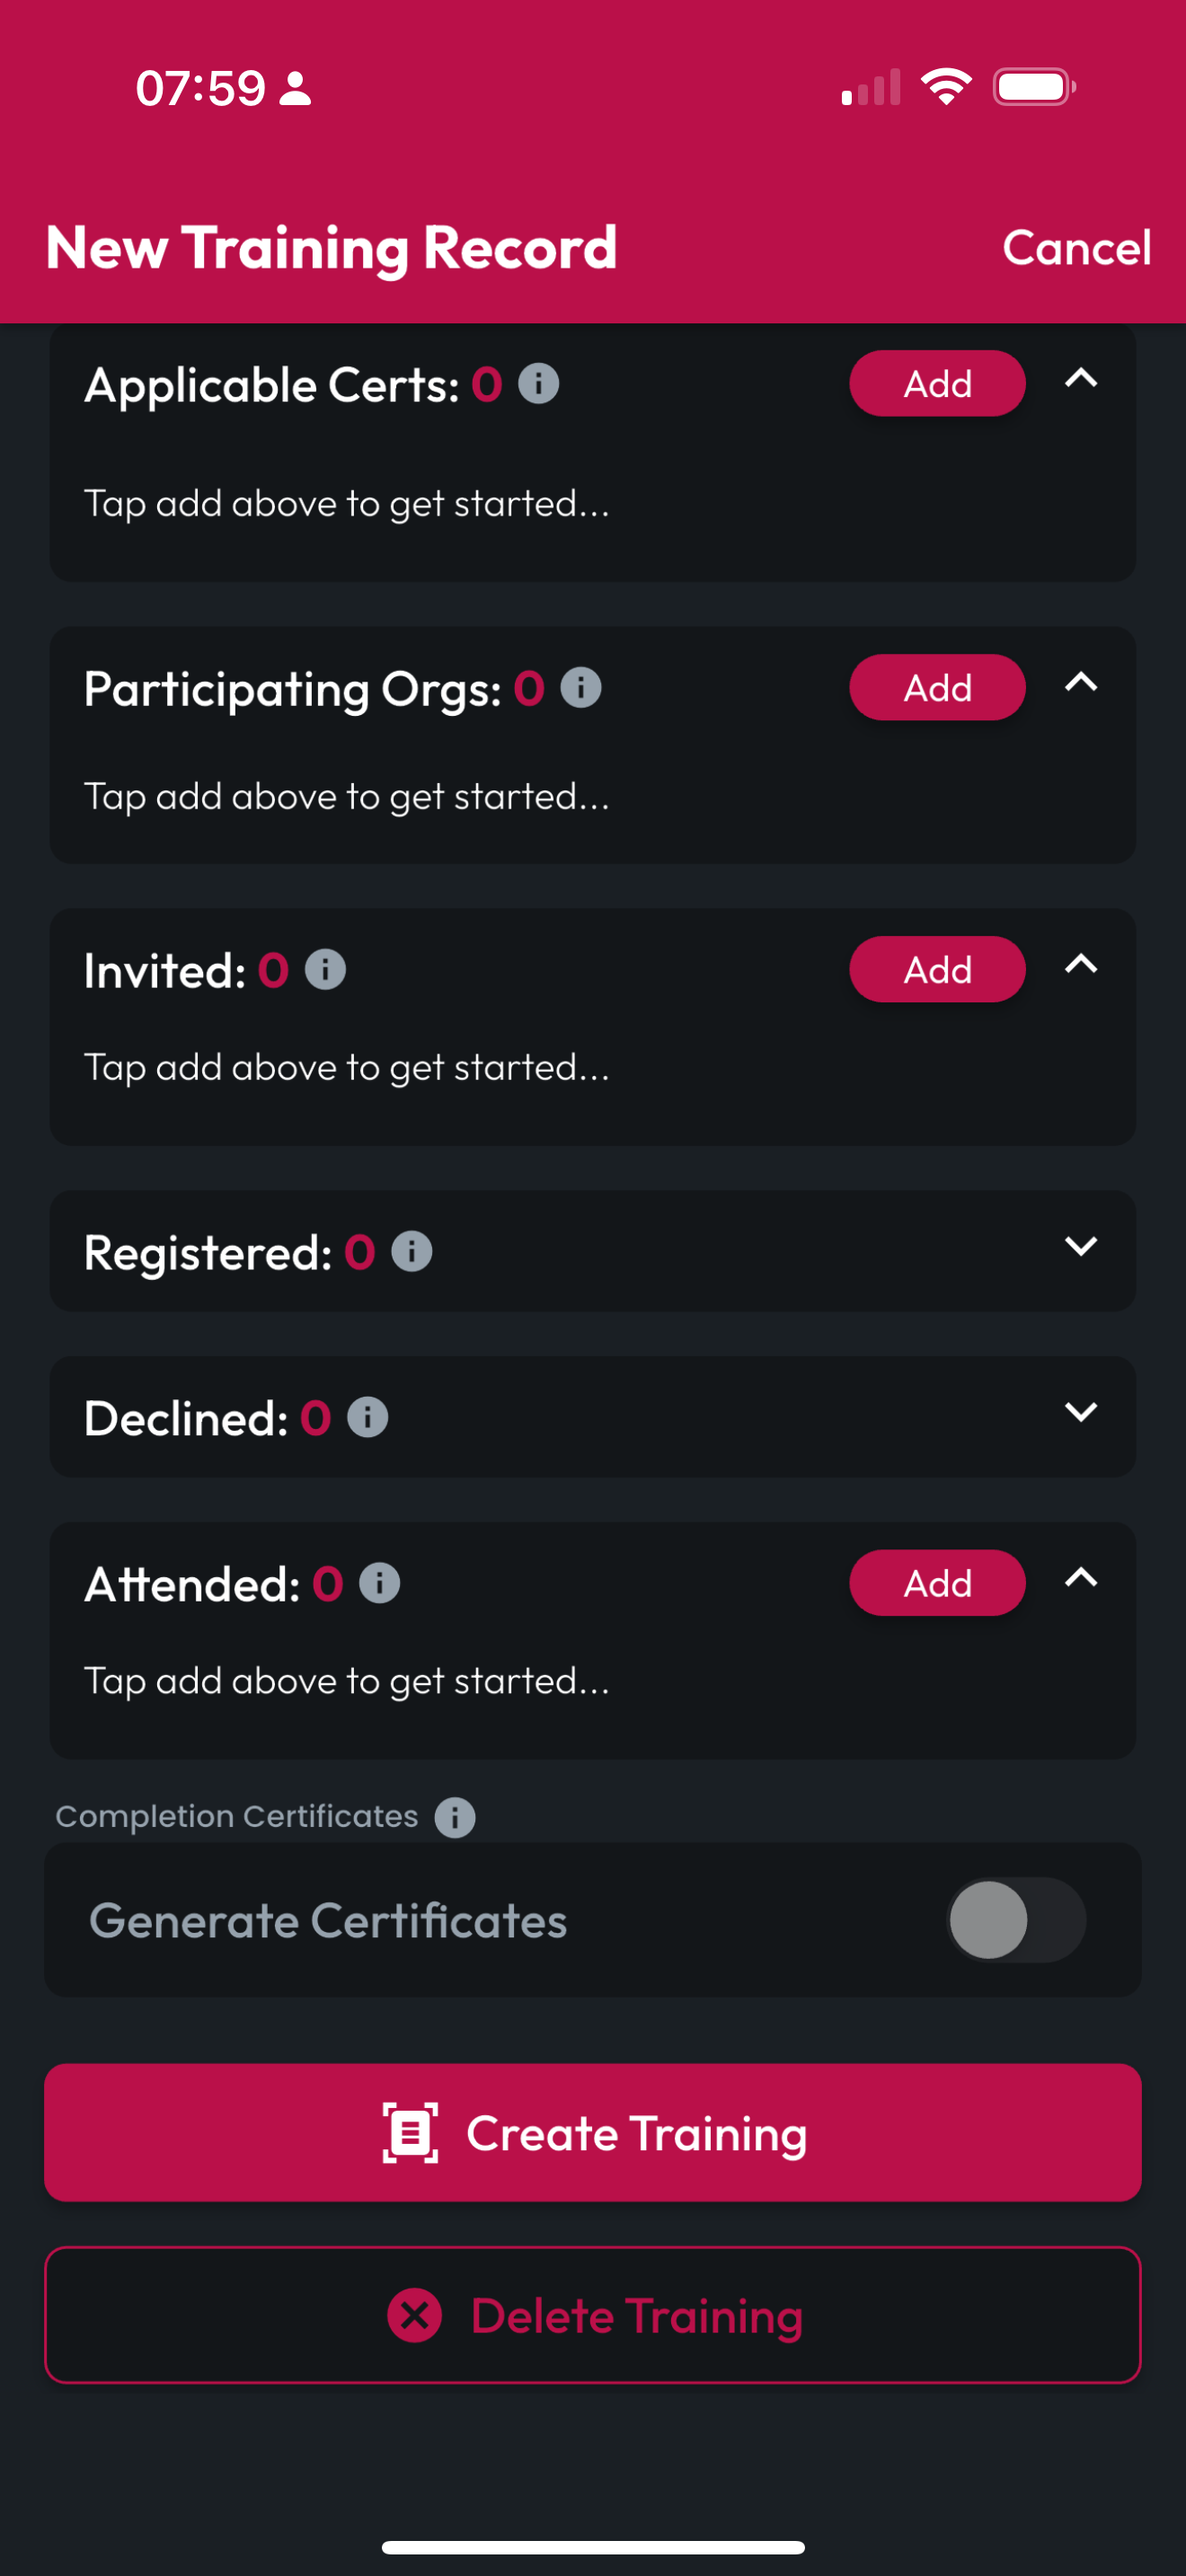 07:59
New Training Record Cancel
Applicable Certs: 0 Add
Tap add above to get started...
Participating Orgs: 0 Add
Tap add above to get started...
Invited: 0 Add
Tap add above to get started...
Registered: 0
Declined: 0
Attended: 0 Add
Tap add above to get started...
Completion Certificates
Generate Certificates
Create Training
Delete Training